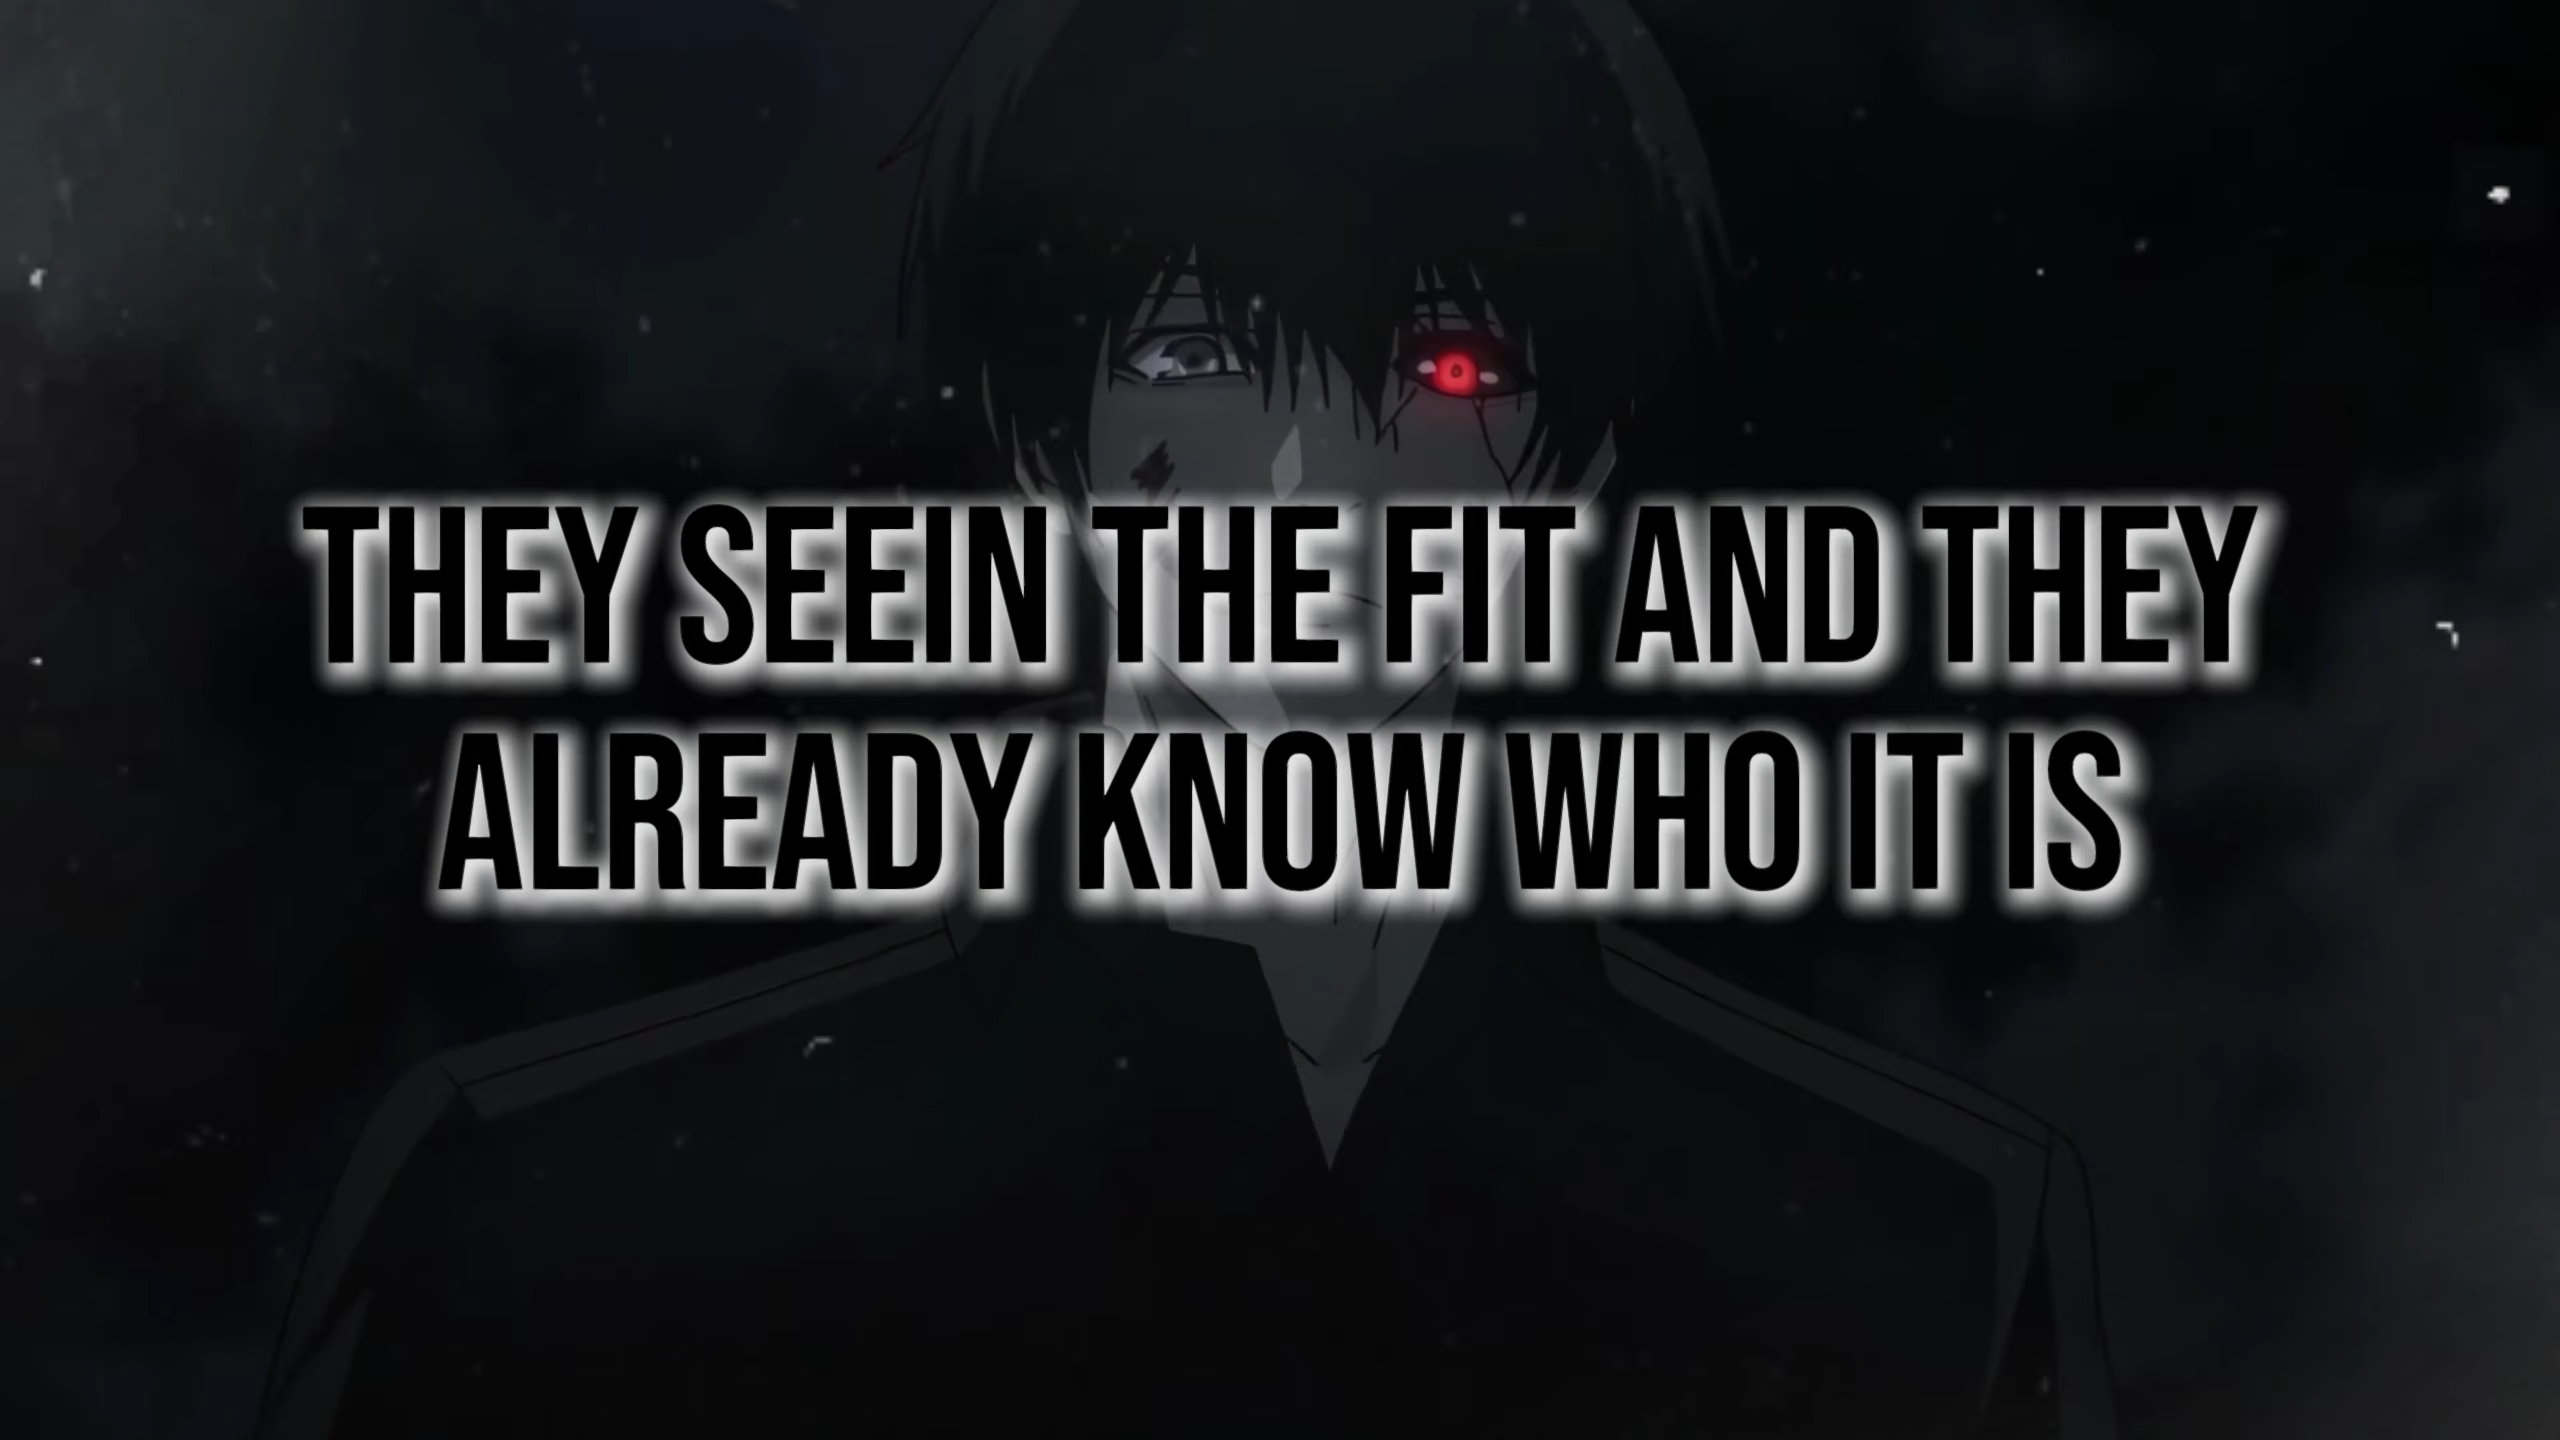 THEY SEEIN THE FIT AND THEY
ALREADY KNOW WHO IT IS